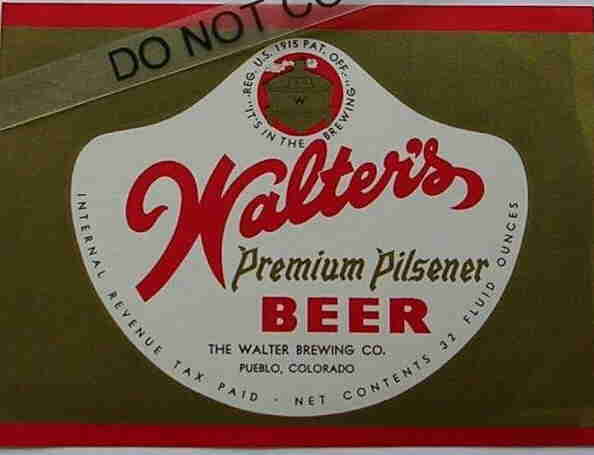 DO NOT
REG. U.S. 1915 PAT. OFF.
W
IT'S IN THE BREWING
Walter's
Premium Pilsener
BEER
THE WALTER BREWING CO.
PUEBLO, COLORADO
INTERNAL REVENUE TAX PAID - NET CONTENTS 32 FLUID OUNCES